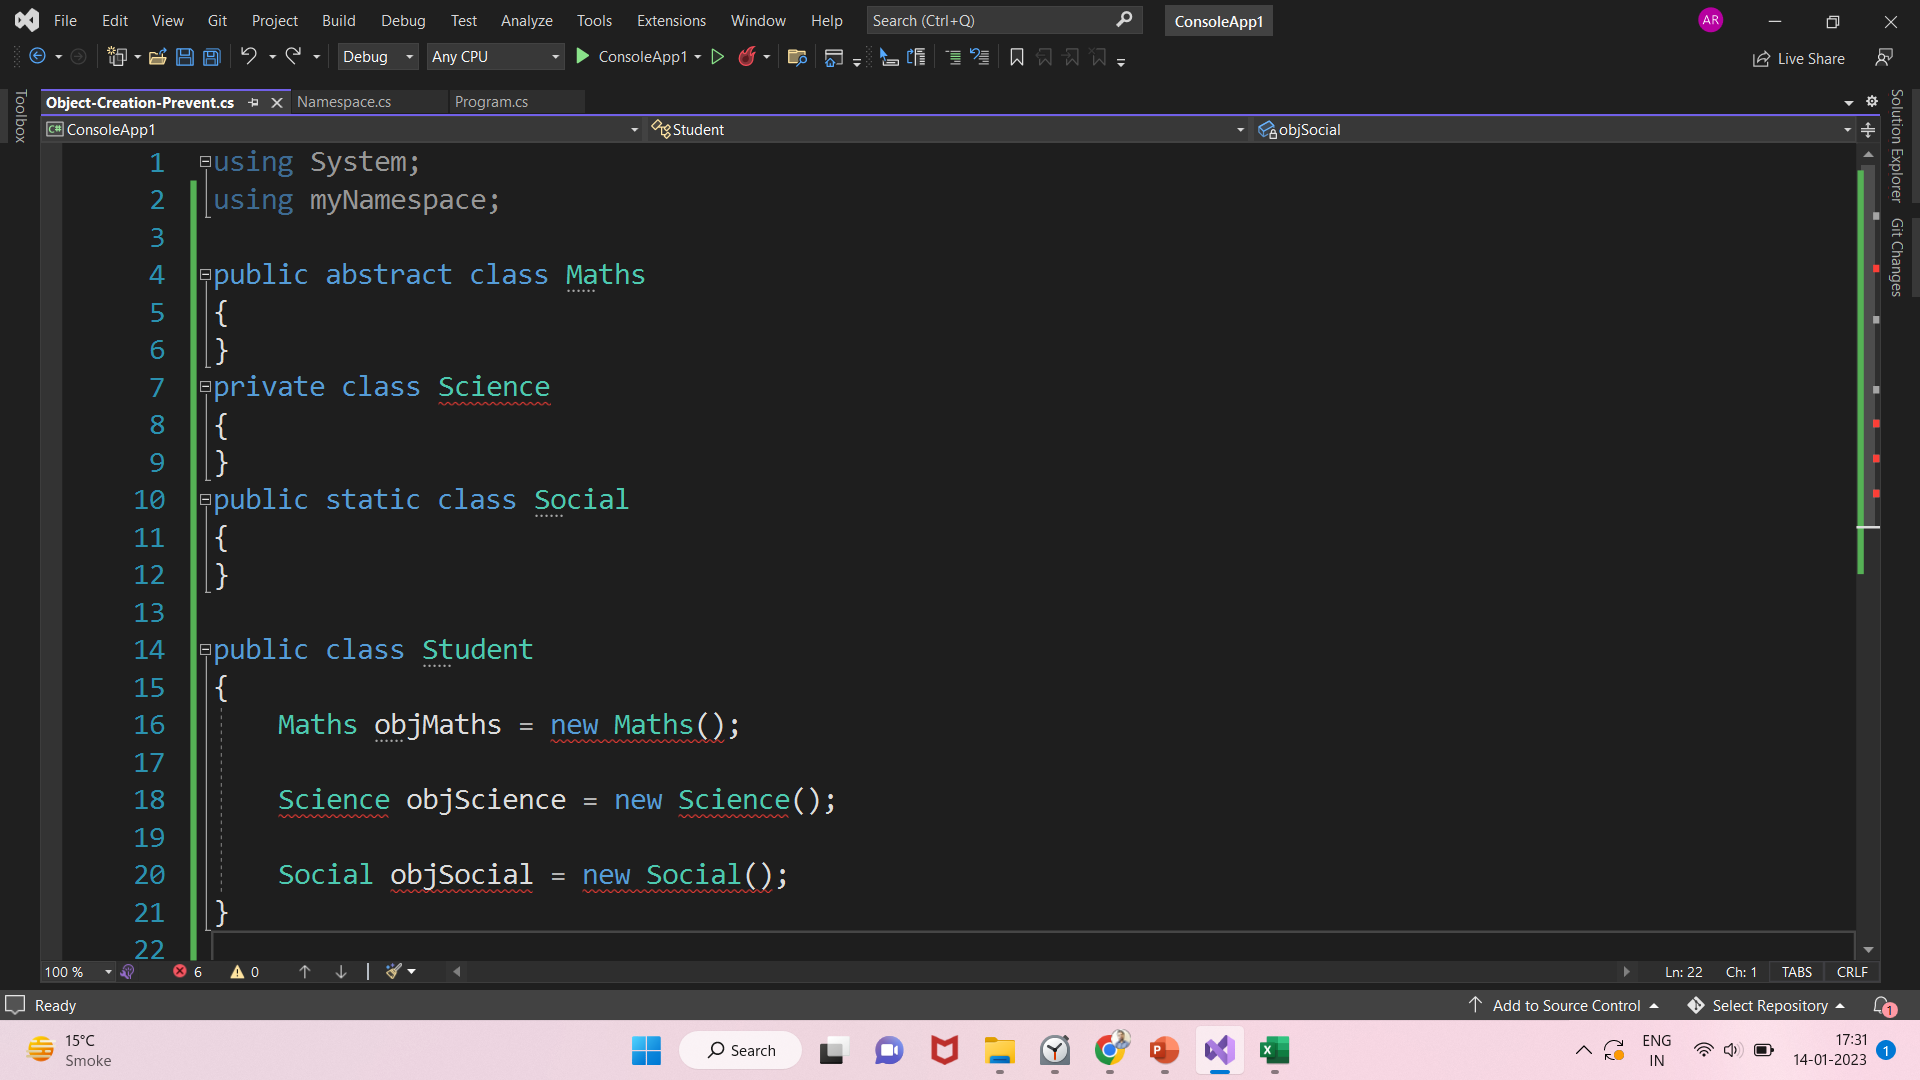 File Edit View Git Project Build Debug Test Analyze Tools Extensions Window Help Search (Ctrl+Q) ConsoleApp1 AR
Debug Any CPU ConsoleApp1 Live Share
Toolbox
Object-Creation-Prevent.cs Namespace.cs Program.cs
ConsoleApp1 Student objSocial
Solution Explorer
Git Changes
1 using System;
2 using myNamespace;
3
4 public abstract class Maths
5 {
6 }
7 private class Science
8 {
9 }
10 public static class Social
11 {
12 }
13
14 public class Student
15 {
16 Maths objMaths = new Maths();
17
18 Science objScience = new Science();
19
20 Social objSocial = new Social();
21 }
22
100 % 6 0 Ln: 22 Ch: 1 TABS CRLF
Ready Add to Source Control Select Repository 1
15°C
Smoke
Search
ENG
IN
17:31
14-01-2023
1